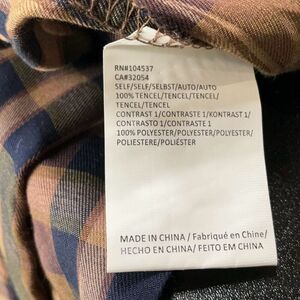 RN#104537
CA#32054
SELF/SELF/SELBST/AUTO/AUTO
100% TENCEL/TENCEL/TENCEL/
TENCEL/TENCEL
CONTRAST 1/CONTRASTE 1/KONTRAST 1/
CONTRASTO 1/CONTRASTE 1
100% POLYESTER/POLYESTER/POLYESTER/
POLIESTERE/POLIÉSTER
MADE IN CHINA / Fabriqué en Chine/
HECHO EN CHINA/ FEITO EM CHINA